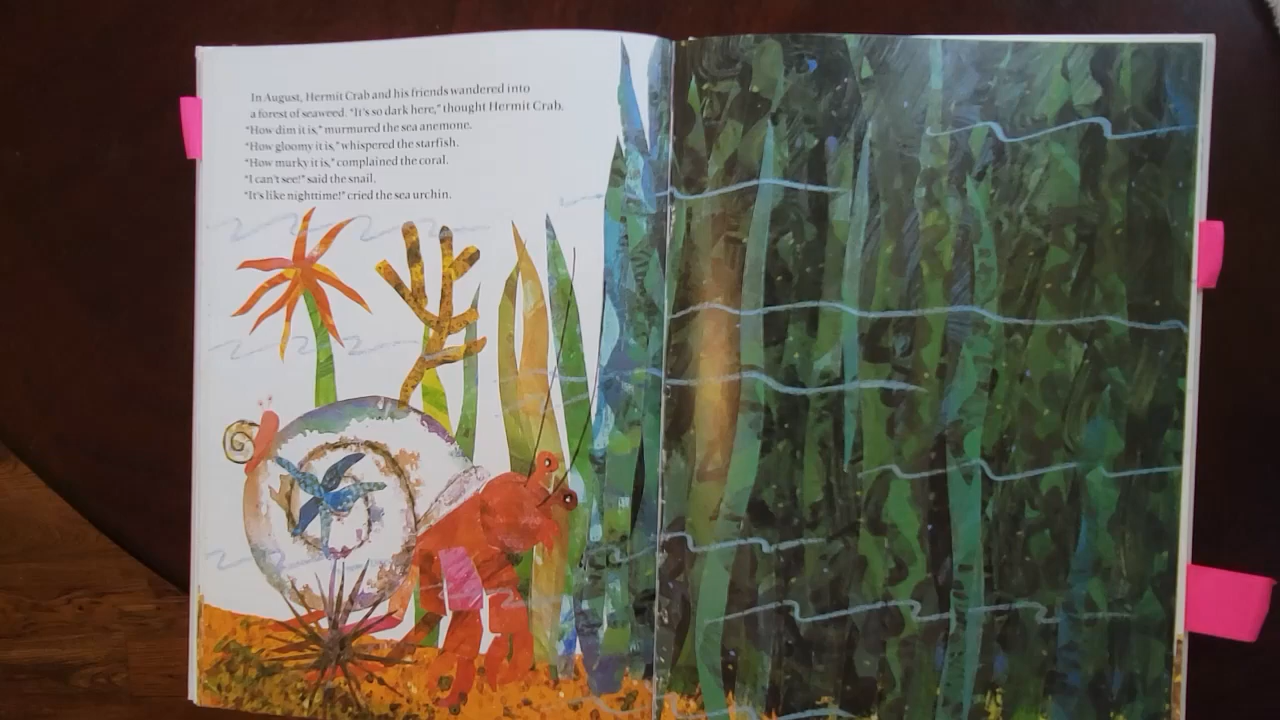 In August, Hermit Crab and his friends wandered into
a forest of seaweed. "It's so dark here," thought Hermit Crab.
"How dim it is," murmured the sea anemone.
"How gloomy it is," whispered the starfish.
"How murky it is," complained the coral.
"I can't see!" said the snail.
"It's like nighttime!" cried the sea urchin.